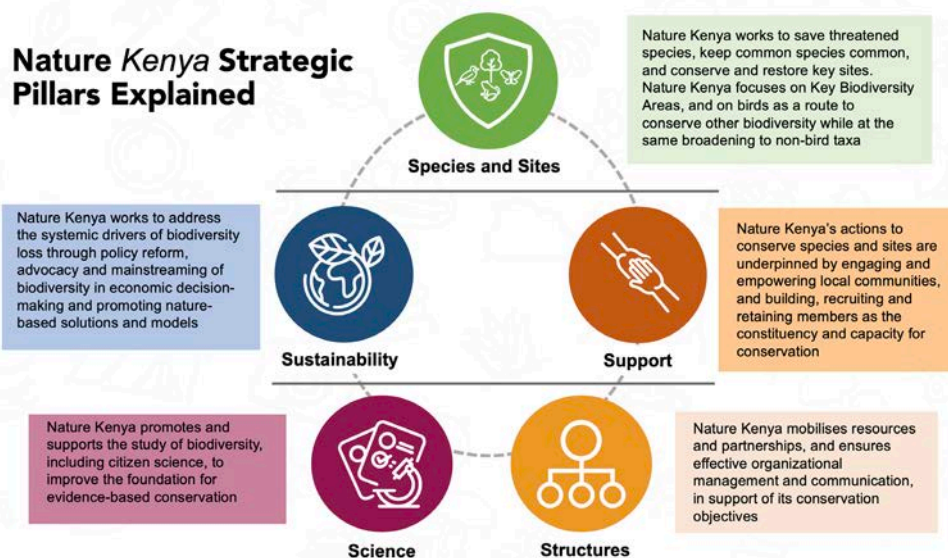 Nature Kenya Strategic
Pillars Explained
Nature Kenya works to save threatened
species, keep common species common,
and conserve and restore key sites.
Nature Kenya focuses on Key Biodiversity
Areas, and on birds as a route to
conserve other biodiversity while at the
same broadening to non-bird taxa
Species and Sites
Nature Kenya works to address
the systemic drivers of biodiversity
loss through policy reform,
advocacy and mainstreaming of
biodiversity in economic decision-
making and promoting nature-
based solutions and models
Sustainability
Support
Nature Kenya's actions to
conserve species and sites are
underpinned by engaging and
empowering local communities,
and building, recruiting and
retaining members as the
constituency and capacity for
conservation
Nature Kenya promotes and
supports the study of biodiversity,
including citizen science, to
improve the foundation for
evidence-based conservation
Science
Structures
Nature Kenya mobilises resources
and partnerships, and ensures
effective organizational
management and communication,
in support of its conservation
objectives